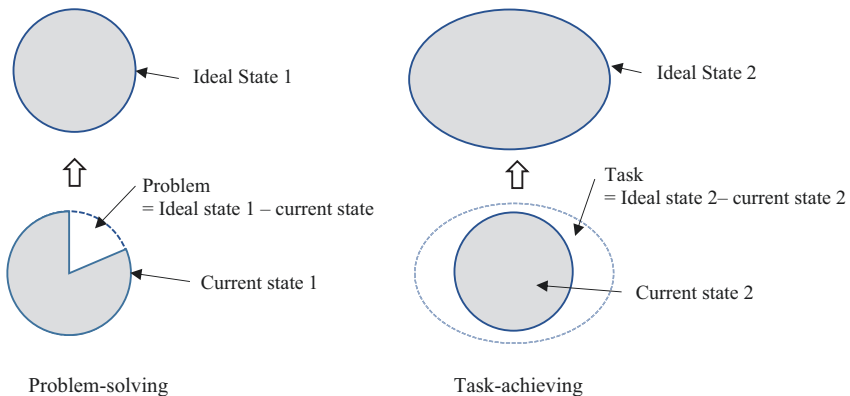 Ideal State 1
Problem
= Ideal state 1 – current state
Current state 1
Problem-solving
Ideal State 2
Task
= Ideal state 2– current state 2
Current state 2
Task-achieving